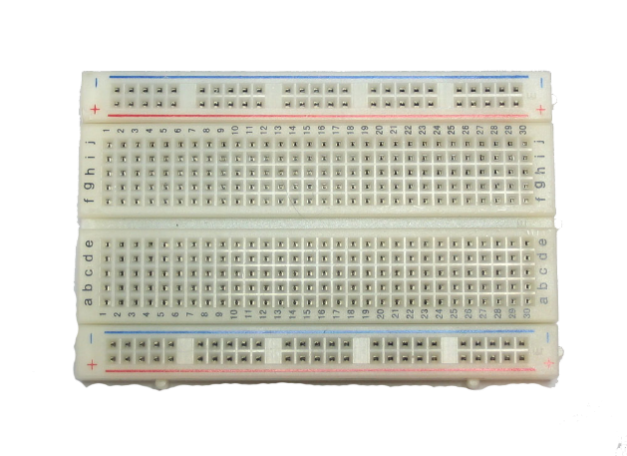 − −
+ +
1 2 3 4 5 6 7 8 9 10 11 12 13 14 15 16 17 18 19 20 21 22 23 24 25 26 27 28 29 30
j j
i i
h h
g g
f f
e e
d d
c c
b b
a a
1 2 3 4 5 6 7 8 9 10 11 12 13 14 15 16 17 18 19 20 21 22 23 24 25 26 27 28 29 30
− −
+ +